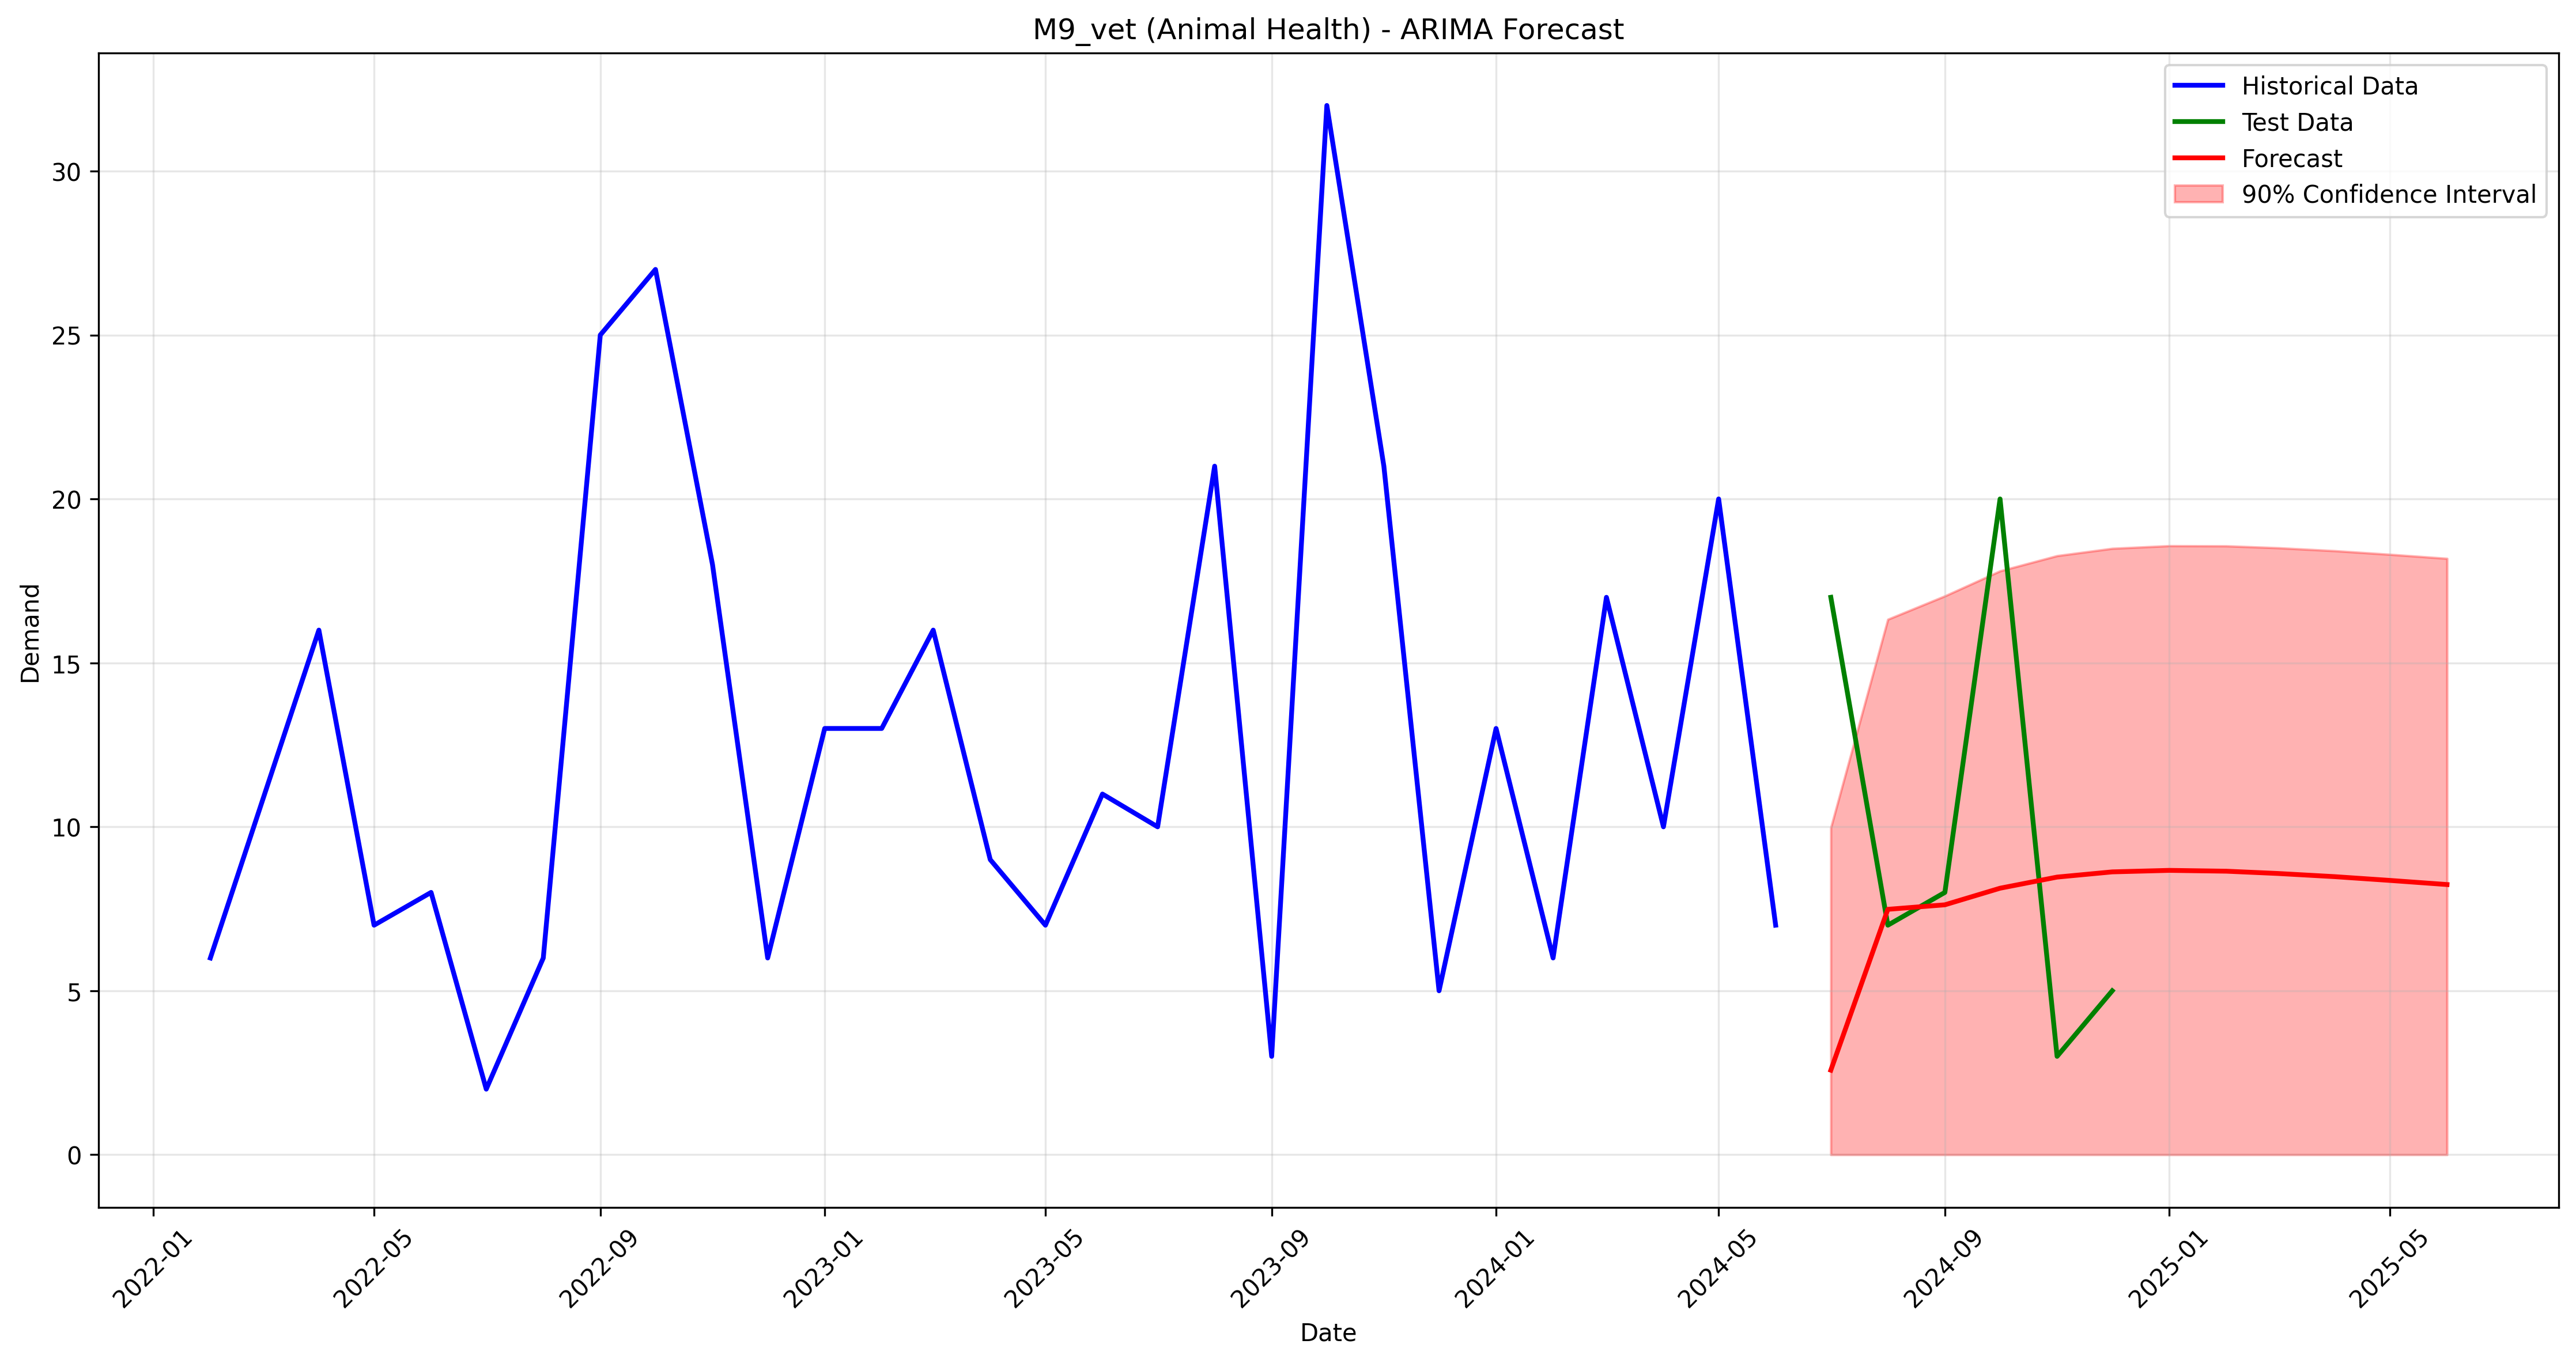 M9_vet (Animal Health) - ARIMA Forecast
Historical Data
Test Data
Forecast
90% Confidence Interval
Demand
30
25
20
15
10
5
0
2022-01
2022-05
2022-09
2023-01
2023-05
2023-09
2024-01
2024-05
2024-09
2025-01
2025-05
Date